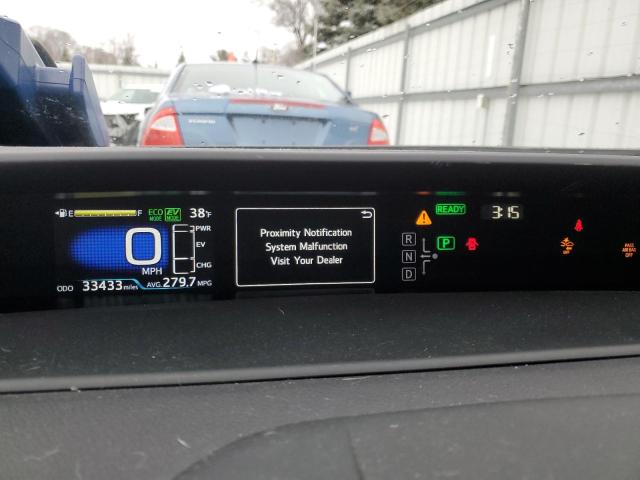 E F
ECO MODE
EV MODE
38°F
0
MPH
PWR
EV
CHG
ODO 33433 miles
AVG. 279.7 MPG
Proximity Notification
System Malfunction
Visit Your Dealer
READY
3:15
R
N
D
P
OFF
PASS
AIR BAG OFF